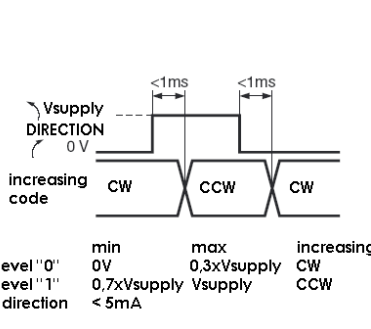 <1ms <1ms
Vsupply
DIRECTION
0 V
increasing code CW CCW CW
min max increasing
evel "0" 0V 0,3xVsupply CW
evel "1" 0,7xVsupply Vsupply CCW
direction < 5mA